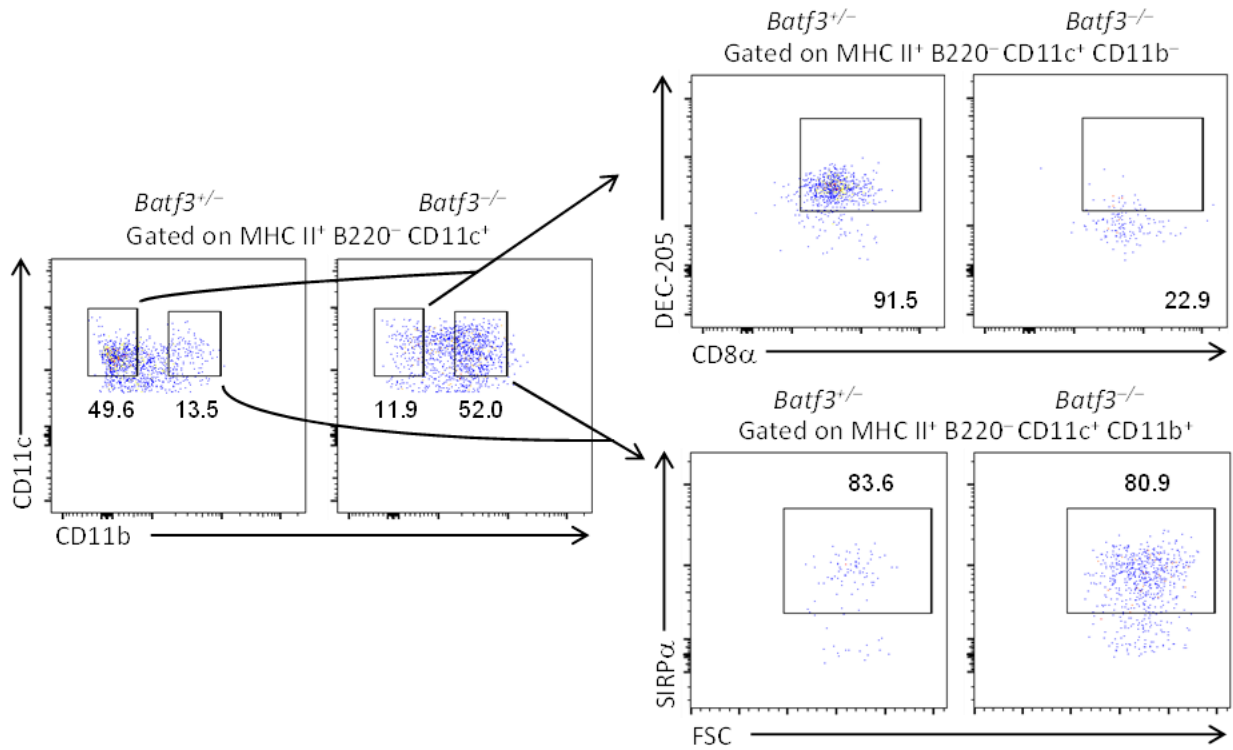 Batf3+/–
Batf3–/–
Gated on MHC II+ B220– CD11c+ CD11b–
DEC-205
91.5
22.9
CD8α
Batf3+/–
Batf3–/–
Gated on MHC II+ B220– CD11c+
CD11c
49.6
13.5
11.9
52.0
CD11b
Batf3+/–
Batf3–/–
Gated on MHC II+ B220– CD11c+ CD11b+
SIRPα
83.6
80.9
FSC